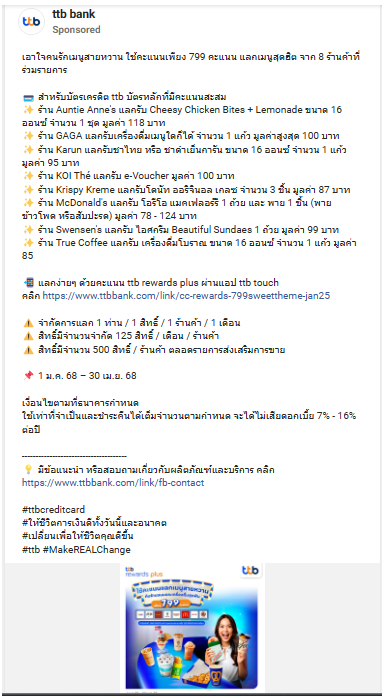 ttb
ttb bank
Sponsored
เอาใจคนรักเมนูสายหวาน ใช้คะแนนเพียง 799 คะแนน แลกเมนูสุดฮิต จาก 8 ร้านค้าที่
ร่วมรายการ
💳 สำหรับบัตรเครดิต ttb บัตรหลักที่มีคะแนนสะสม
✨ ร้าน Auntie Anne's แลกรับ Cheesy Chicken Bites + Lemonade ขนาด 16
ออนซ์ จำนวน 1 ชุด มูลค่า 118 บาท
✨ ร้าน GAGA แลกรับเครื่องดื่มเมนูใดก็ได้ จำนวน 1 แก้ว มูลค่าสูงสุด 100 บาท
✨ ร้าน Karun แลกรับชาไทย หรือ ชาดำเย็นการัน ขนาด 16 ออนซ์ จำนวน 1 แก้ว
มูลค่า 95 บาท
✨ ร้าน KOI Thé แลกรับ e-Voucher มูลค่า 100 บาท
✨ ร้าน Krispy Kreme แลกรับโดนัท ออริจินอล เกลซ จำนวน 3 ชิ้น มูลค่า 87 บาท
✨ ร้าน McDonald's แลกรับ โอริโอ แมคเฟลอร์รี 1 ถ้วย และ พาย 1 ชิ้น (พาย
ข้าวโพด หรือสับปะรด) มูลค่า 78 - 124 บาท
✨ ร้าน Swensen's แลกรับ ไอศกรีม Beautiful Sundaes 1 ถ้วย มูลค่า 99 บาท
✨ ร้าน True Coffee แลกรับ เครื่องดื่มโบราณ ขนาด 16 ออนซ์ จำนวน 1 แก้ว มูลค่า
85
📲 แลกง่ายๆ ด้วยคะแนน ttb rewards plus ผ่านแอป ttb touch
คลิก https://www.ttbbank.com/link/cc-rewards-799sweettheme-jan25
⚠️ จำกัดการแลก 1 ท่าน / 1 สิทธิ์ / 1 ร้านค้า / 1 เดือน
⚠️ สิทธิ์มีจำนวนจำกัด 125 สิทธิ์ / เดือน / ร้านค้า
⚠️ สิทธิ์มีจำนวน 500 สิทธิ์ / ร้านค้า ตลอดรายการส่งเสริมการขาย
📌 1 ม.ค. 68 – 30 เม.ย. 68
เงื่อนไขตามที่ธนาคารกำหนด
ใช้เท่าที่จำเป็นและชำระคืนได้เต็มจำนวนตามกำหนด จะได้ไม่เสียดอกเบี้ย 7% - 16%
ต่อปี
------------------------------------
💡 มีข้อแนะนำ หรือสอบถามเกี่ยวกับผลิตภัณฑ์และบริการ คลิก
https://www.ttbbank.com/link/fb-contact
#ttbcreditcard
#ให้ชีวิตการเงินดีทั้งวันนี้และอนาคต
#เปลี่ยนเพื่อให้ชีวิตคุณดีขึ้น
#ttb #MakeREALChange
ttb
rewards plus
ttb
ใช้คะแนนแลกเมนูสายหวาน
799